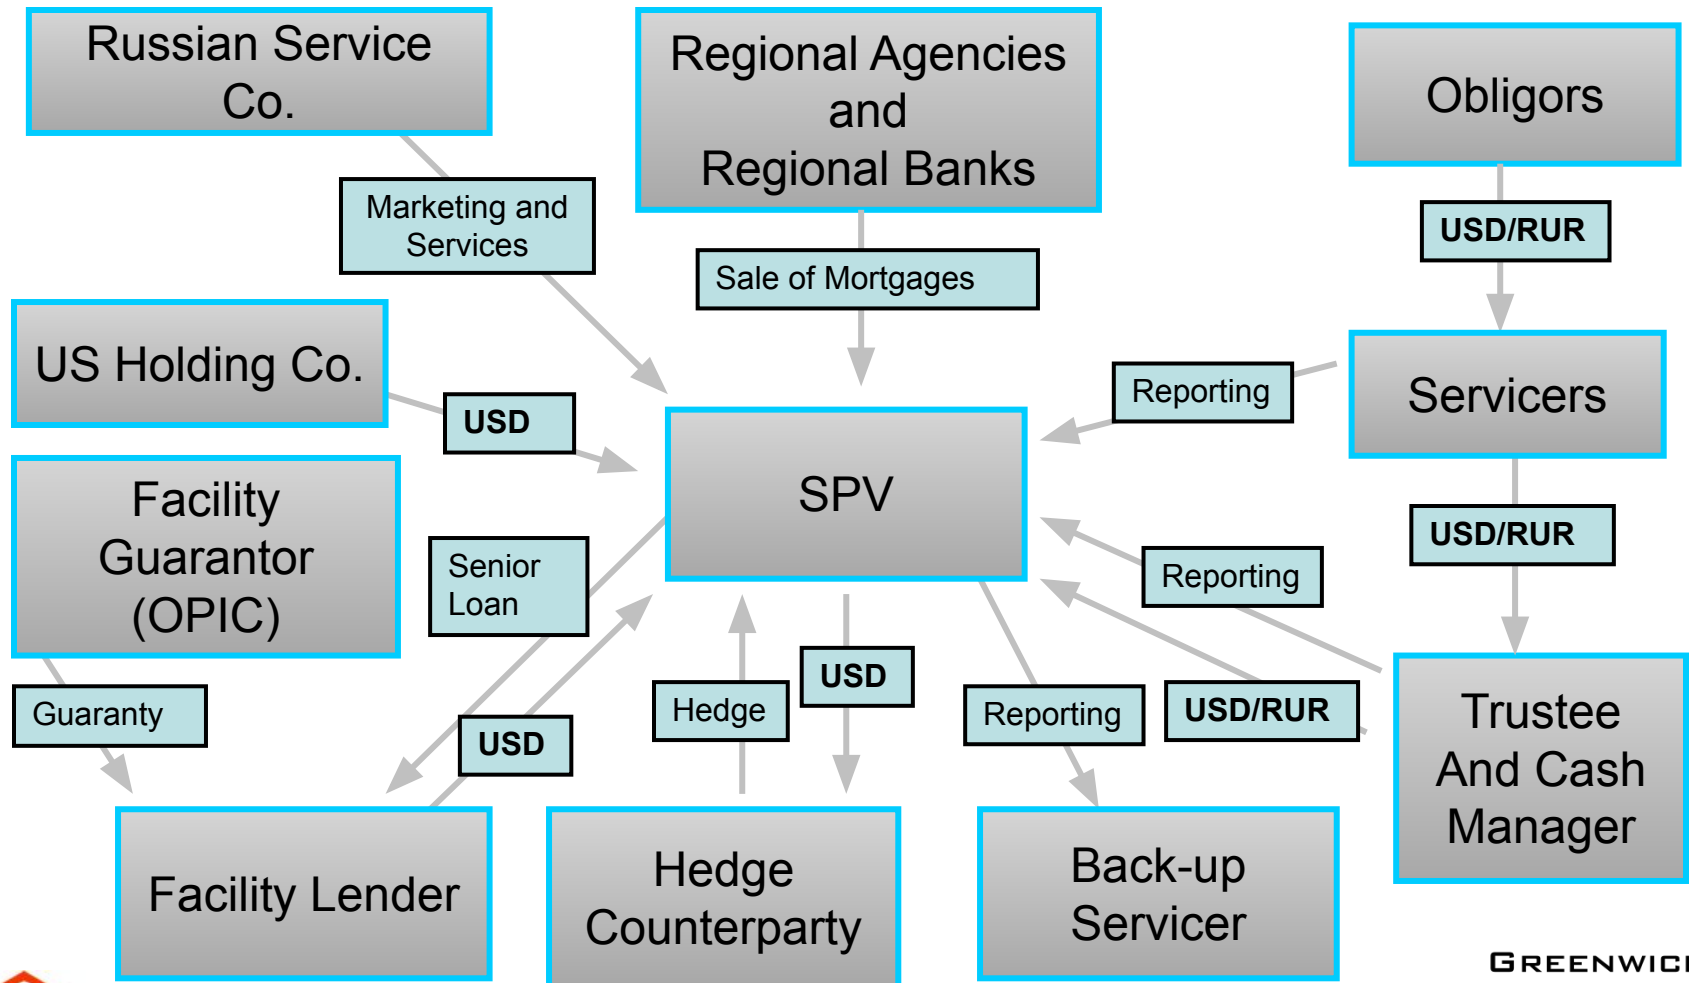 Russian Service
Co.
Regional Agencies
and
Regional Banks
Obligors
Marketing and
Services
USD/RUR
Sale of Mortgages
US Holding Co.
Reporting
Servicers
USD
SPV
Facility
Guarantor
(OPIC)
Senior
Loan
USD/RUR
Reporting
Guaranty
USD
Hedge
USD
Reporting
USD/RUR
Trustee
And Cash
Manager
Facility Lender
Hedge
Counterparty
Back-up
Servicer
GREENWICH